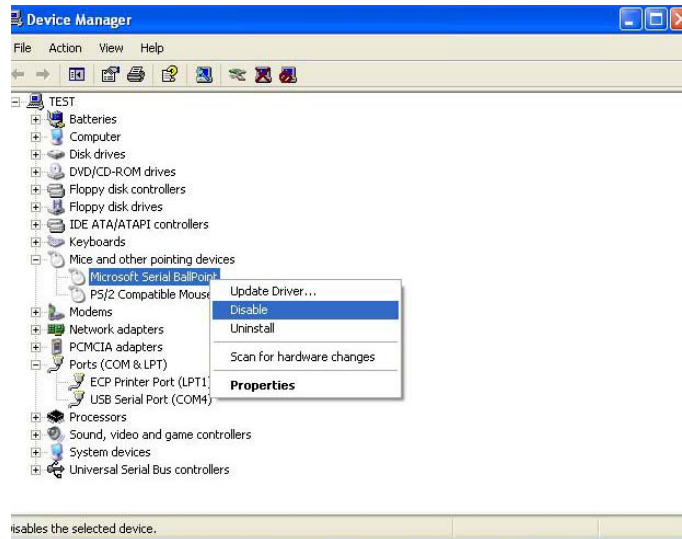 Device Manager
File Action View Help
TEST
Batteries
Computer
Disk drives
DVD/CD-ROM drives
Floppy disk controllers
Floppy disk drives
IDE ATA/ATAPI controllers
Keyboards
Mice and other pointing devices
Microsoft Serial BallPoint
PS/2 Compatible Mouse
Modems
Network adapters
PCMCIA adapters
Ports (COM & LPT)
ECP Printer Port (LPT1)
USB Serial Port (COM4)
Processors
Sound, video and game controllers
System devices
Universal Serial Bus controllers
Update Driver...
Disable
Uninstall
Scan for hardware changes
Properties
isables the selected device.